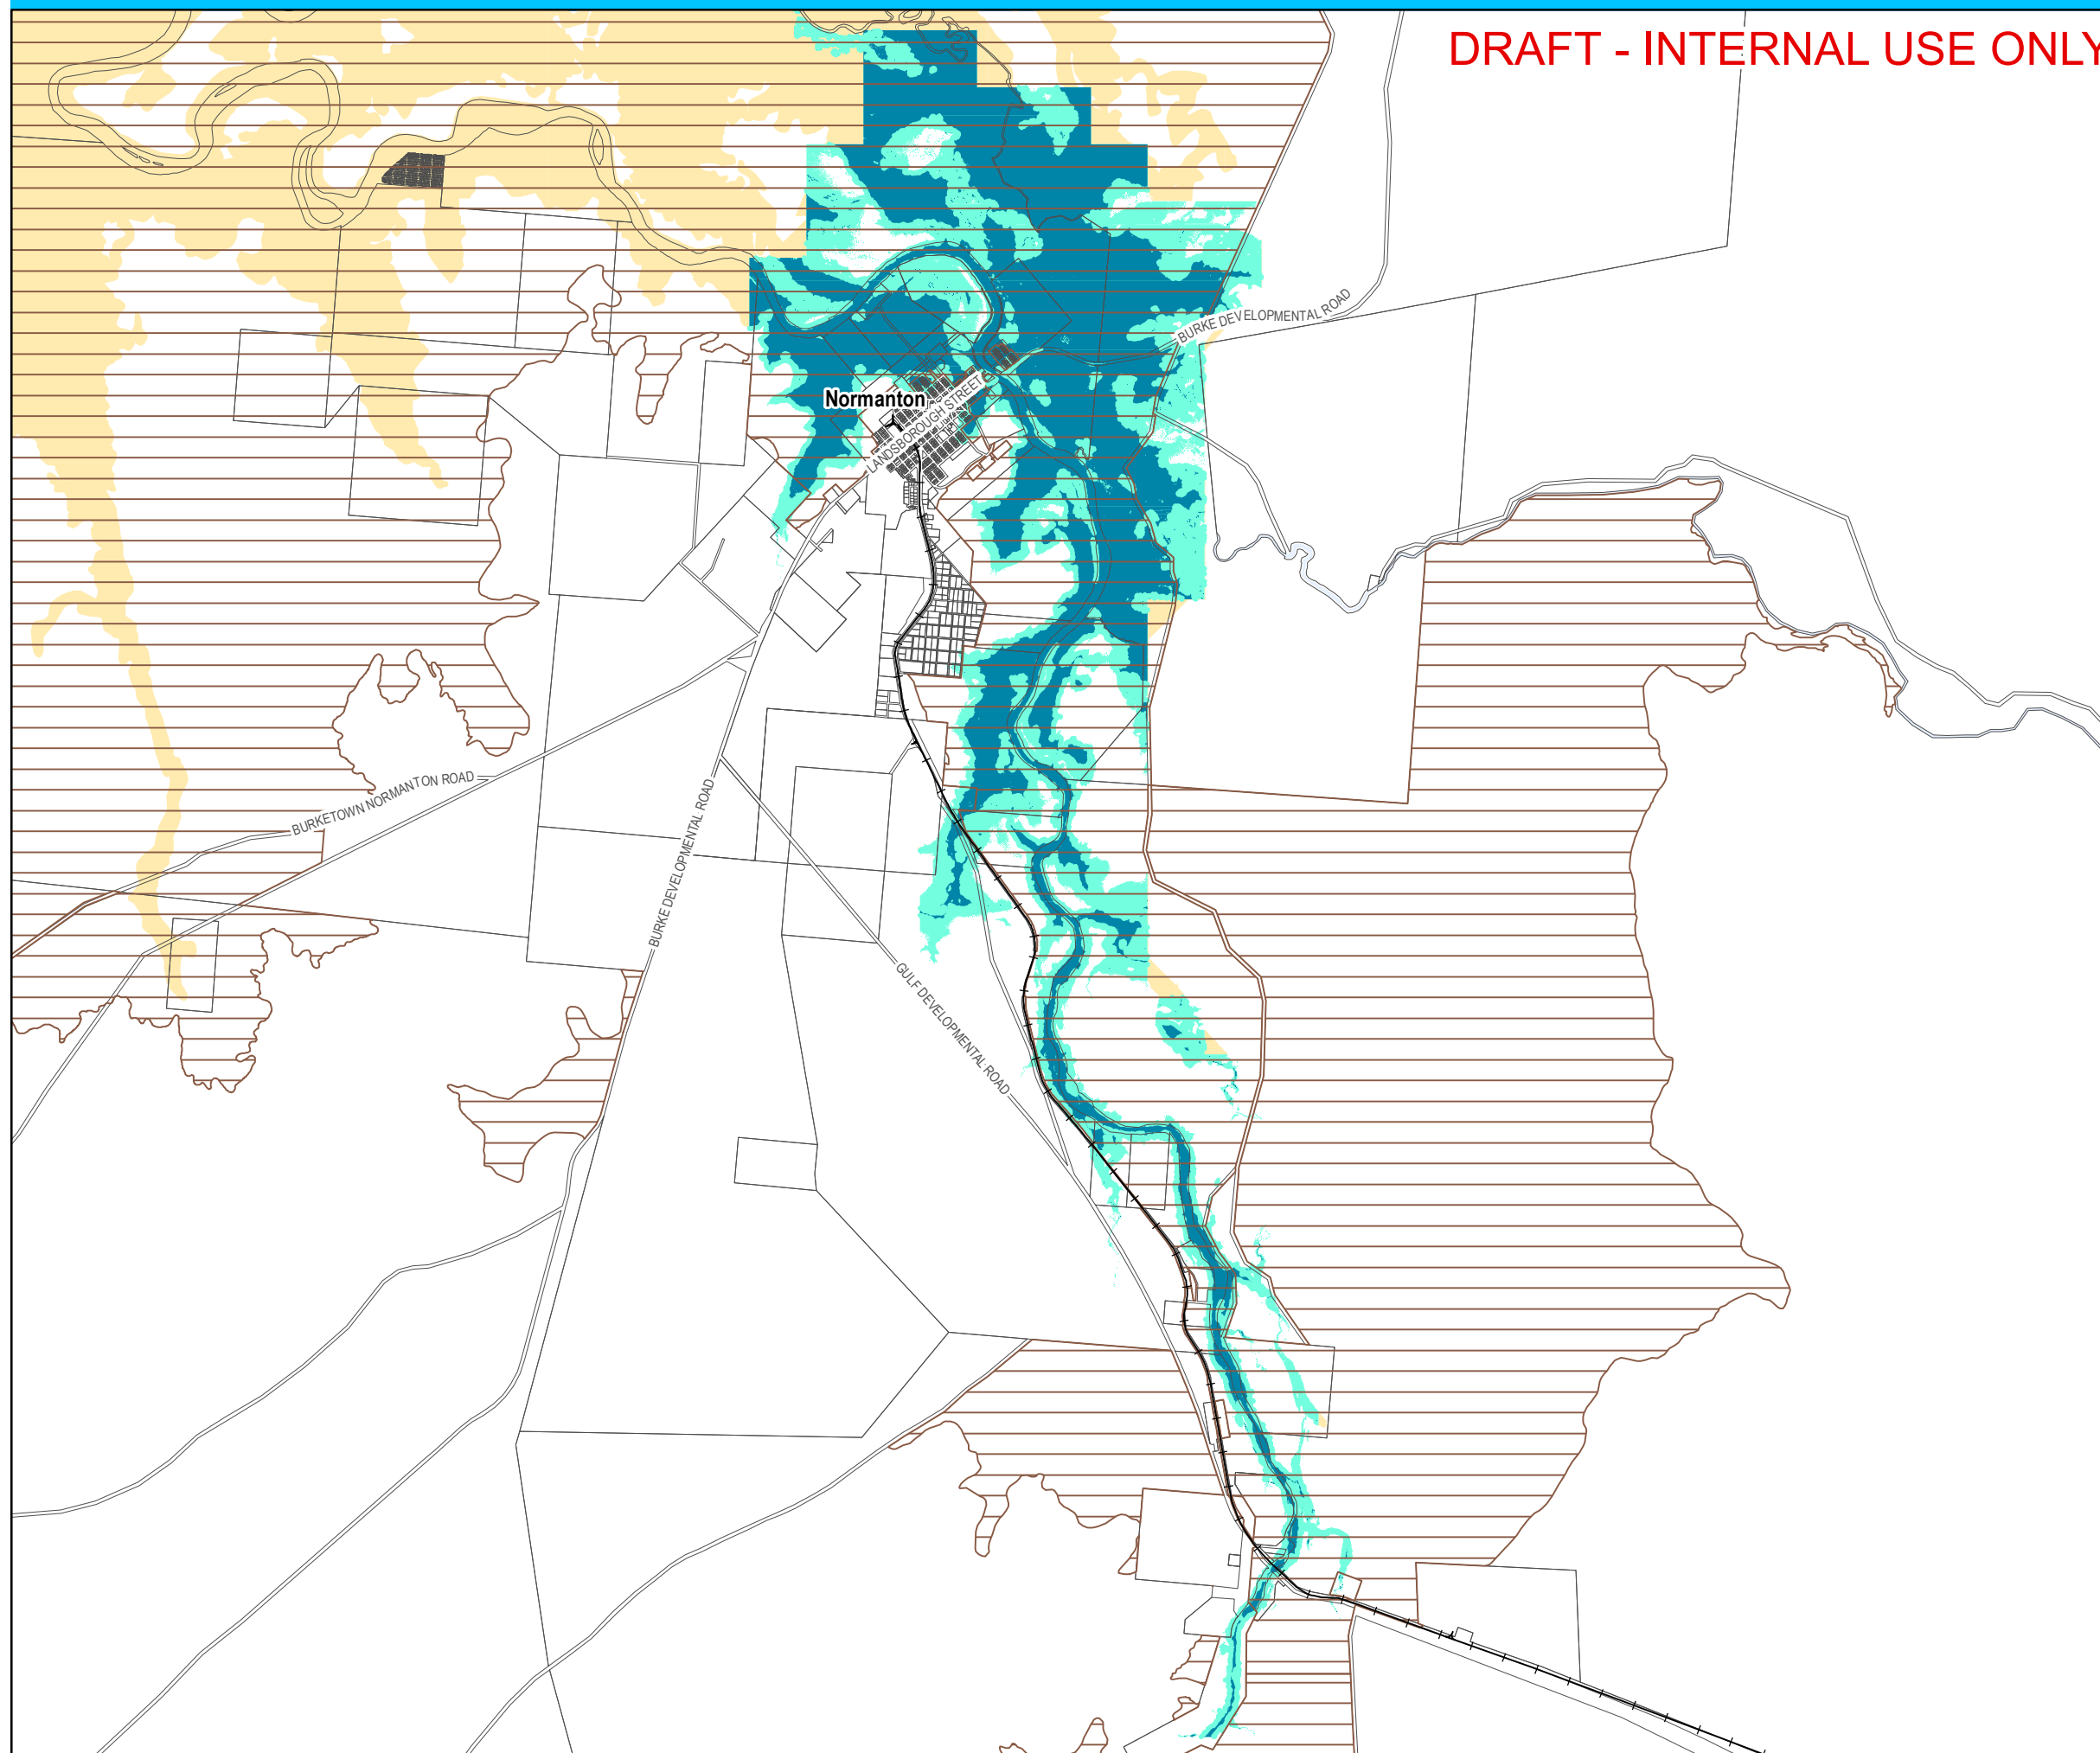 DRAFT - INTERNAL USE ONLY
BURKE DEVELOPMENTAL ROAD
Normanton
LANDSBOROUGH STREET
BURKETOWN NORMANTON ROAD
BURKE DEVELOPMENTAL ROAD
GULF DEVELOPMENTAL ROAD